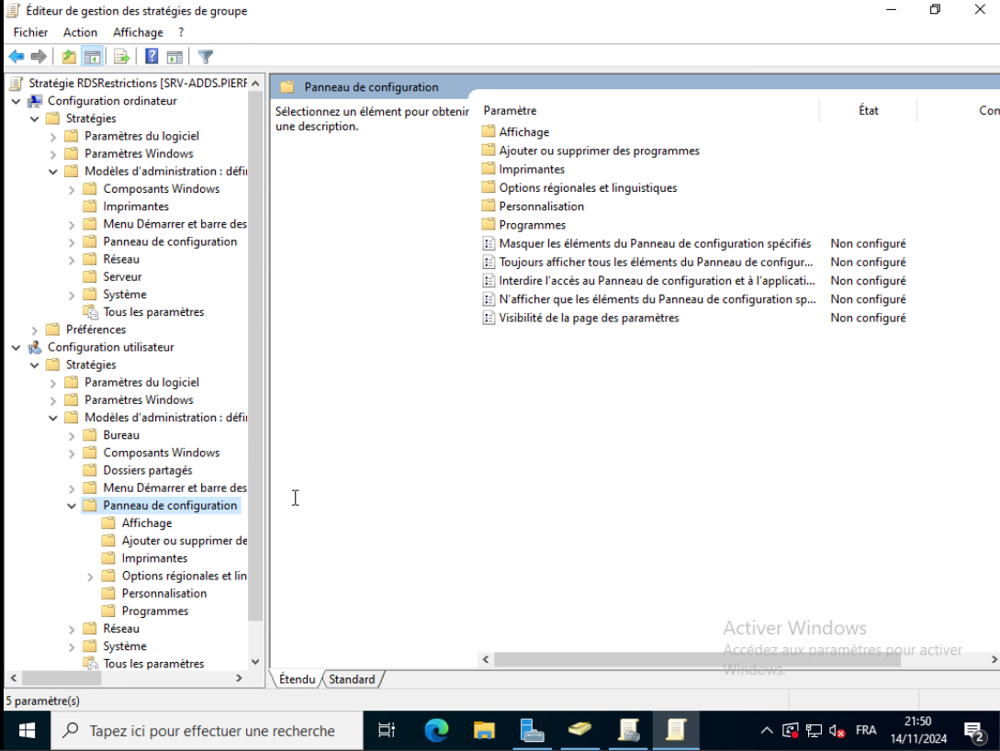 Éditeur de gestion des stratégies de groupe
Fichier Action Affichage ?
Stratégie RDSRestrictions [SRV-ADDS.PIERF
Configuration ordinateur
Stratégies
Paramètres du logiciel
Paramètres Windows
Modèles d'administration : défin
Composants Windows
Imprimantes
Menu Démarrer et barre des
Panneau de configuration
Réseau
Serveur
Système
Tous les paramètres
Préférences
Configuration utilisateur
Stratégies
Paramètres du logiciel
Paramètres Windows
Modèles d'administration : défin
Bureau
Composants Windows
Dossiers partagés
Menu Démarrer et barre des
Panneau de configuration
Affichage
Ajouter ou supprimer de
Imprimantes
Options régionales et lin
Personnalisation
Programmes
Réseau
Système
Tous les paramètres
Panneau de configuration
Sélectionnez un élément pour obtenir
une description.
Paramètre État Con
Affichage
Ajouter ou supprimer des programmes
Imprimantes
Options régionales et linguistiques
Personnalisation
Programmes
Masquer les éléments du Panneau de configuration spécifiés Non configuré
Toujours afficher tous les éléments du Panneau de configur... Non configuré
Interdire l'accès au Panneau de configuration et à l'applicati... Non configuré
N'afficher que les éléments du Panneau de configuration sp... Non configuré
Visibilité de la page des paramètres Non configuré
Activer Windows
Accédez aux paramètres pour activer
Windows.
Étendu Standard
5 paramètre(s)
Tapez ici pour effectuer une recherche
FRA
21:50
14/11/2024
2